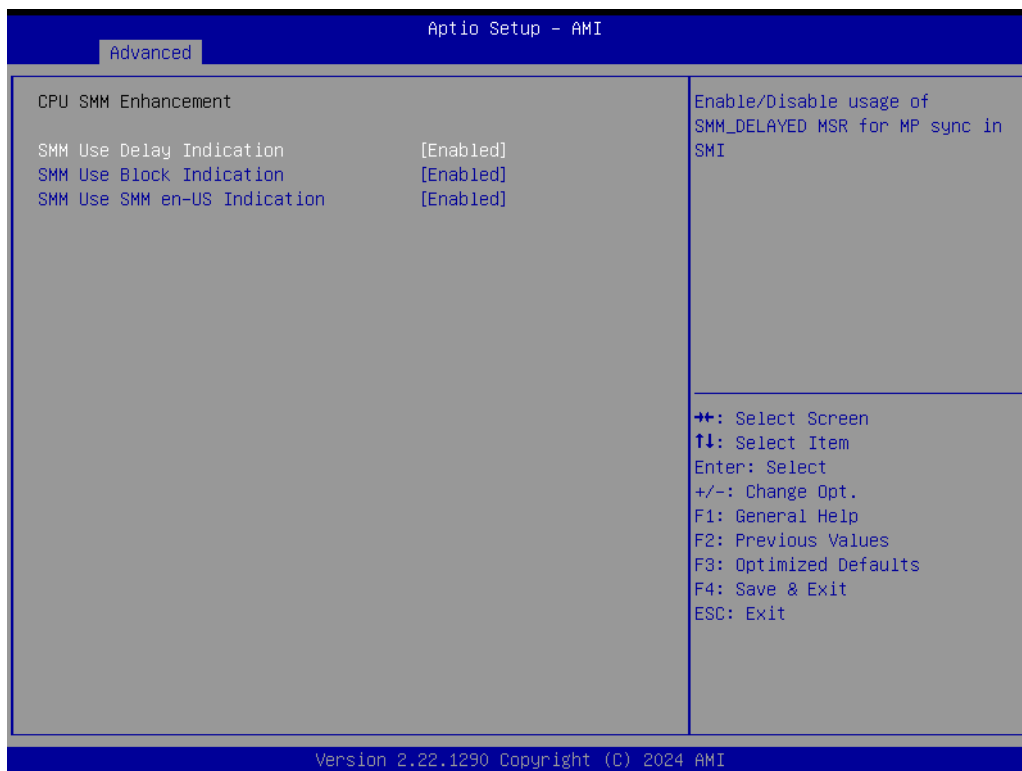 Aptio Setup – AMI
Advanced
CPU SMM Enhancement
SMM Use Delay Indication [Enabled]
SMM Use Block Indication [Enabled]
SMM Use SMM en-US Indication [Enabled]
Enable/Disable usage of
SMM_DELAYED MSR for MP sync in
SMI
→←: Select Screen
↑↓: Select Item
Enter: Select
+/-: Change Opt.
F1: General Help
F2: Previous Values
F3: Optimized Defaults
F4: Save & Exit
ESC: Exit
Version 2.22.1290 Copyright (C) 2024 AMI